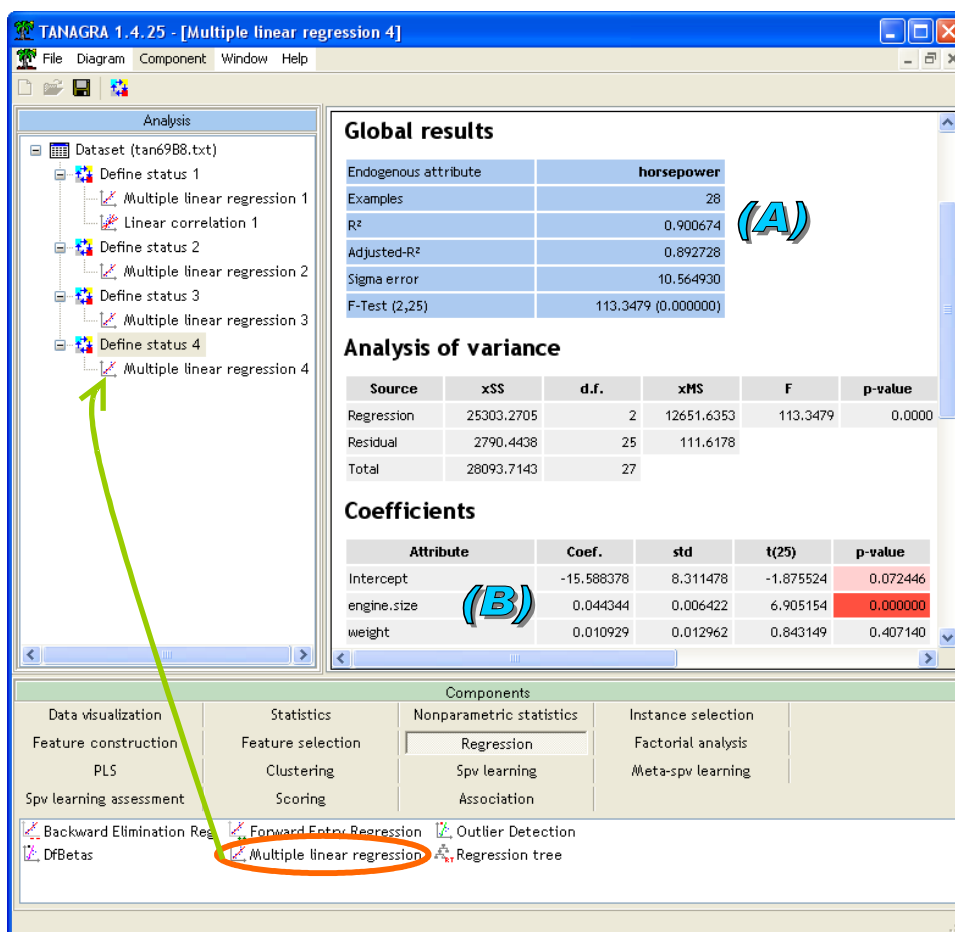 TANAGRA 1.4.25 - [Multiple linear regression 4]
File Diagram Component Window Help
Analysis
Dataset (tan69B8.txt)
Define status 1
Multiple linear regression 1
Linear correlation 1
Define status 2
Multiple linear regression 2
Define status 3
Multiple linear regression 3
Define status 4
Multiple linear regression 4
Global results
Endogenous attribute horsepower
Examples 28
R² 0.900674
Adjusted-R² 0.892728
Sigma error 10.564930
F-Test (2,25) 113.3479 (0.000000)
(A)
Analysis of variance
Source xSS d.f. xMS F p-value
Regression 25303.2705 2 12651.6353 113.3479 0.0000
Residual 2790.4438 25 111.6178
Total 28093.7143 27
Coefficients
Attribute Coef. std t(25) p-value
Intercept -15.588378 8.311478 -1.875524 0.072446
engine.size 0.044344 0.006422 6.905154 0.000000
weight 0.010929 0.012962 0.843149 0.407140
(B)
Components
Data visualization Statistics Nonparametric statistics Instance selection
Feature construction Feature selection Regression Factorial analysis
PLS Clustering Spv learning Meta-spv learning
Spv learning assessment Scoring Association
Backward Elimination Reg Forward Entry Regression Outlier Detection
DfBetas Multiple linear regression Regression tree